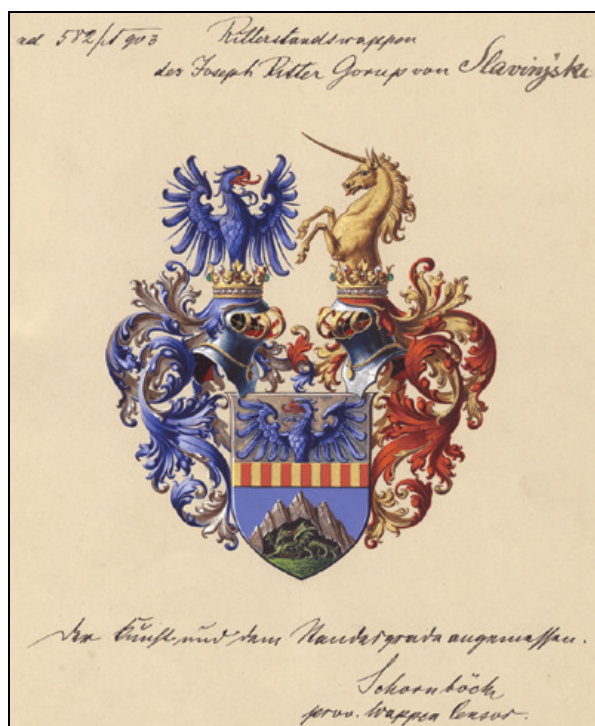 ad 582/A 903 Ritterstandswappen
des Joseph Ritter Gorup von Slavinjski
Der Kunst und dem Standesgrade angemessen.
Schornböck
prov. Wappen Censor.